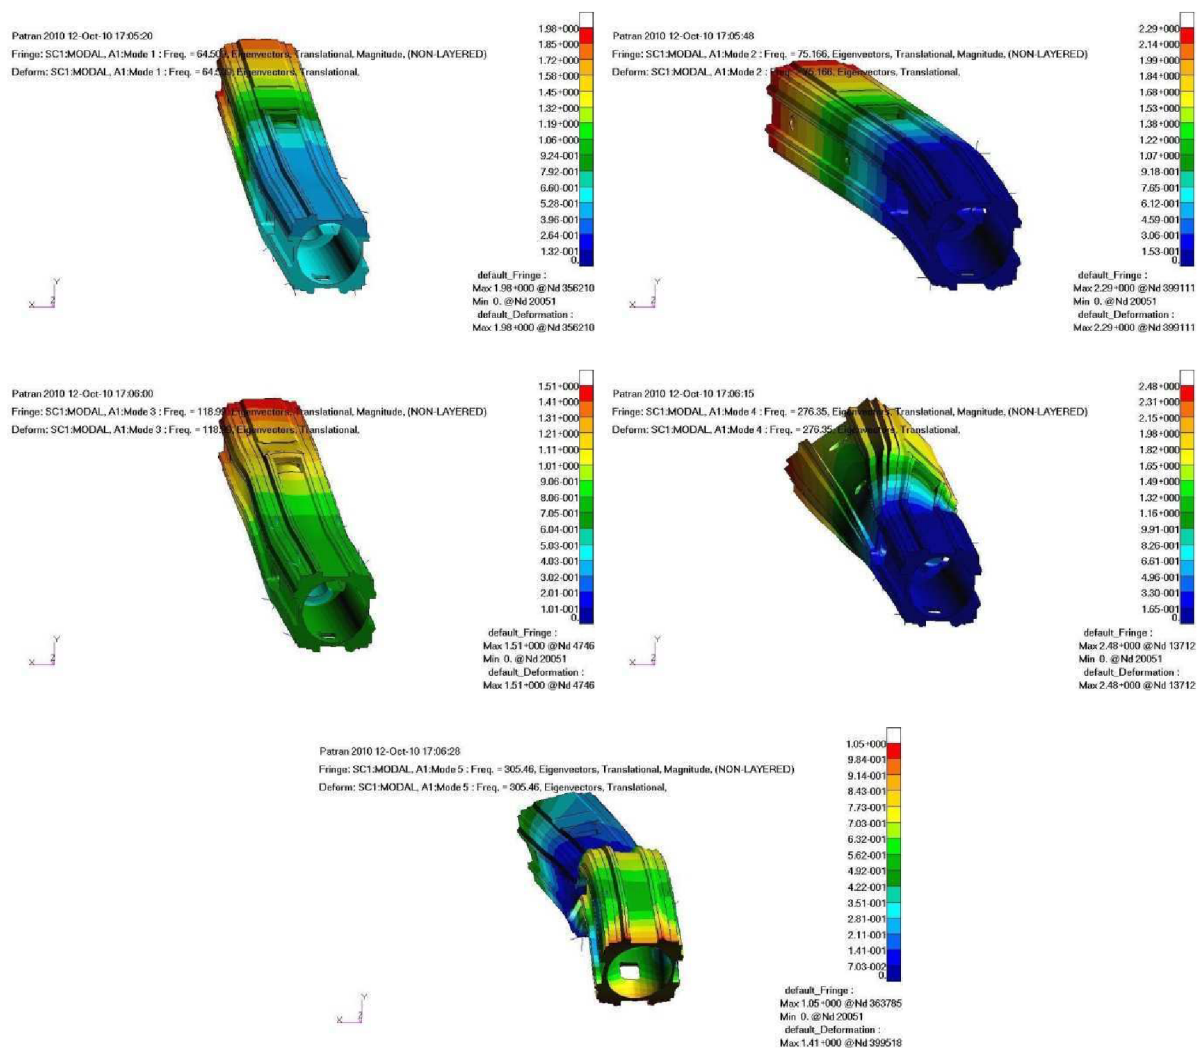 Patran 2010 12-Oct-10 17:05:20
Fringe: SC1:MODAL, A1:Mode 1 : Freq. = 64.509, Eigenvectors, Translational, Magnitude, (NON-LAYERED)
Deform: SC1:MODAL, A1:Mode 1 : Freq. = 64.509, Eigenvectors, Translational,
1.98+000
1.85+000
1.72+000
1.58+000
1.45+000
1.32+000
1.19+000
1.06+000
9.24-001
7.92-001
6.60-001
5.28-001
3.96-001
2.64-001
1.32-001
0.
default_Fringe :
Max 1.98+000 @Nd 356210
Min 0. @Nd 20051
default_Deformation :
Max 1.98+000 @Nd 356210
Y
X
Z
Patran 2010 12-Oct-10 17:05:48
Fringe: SC1:MODAL, A1:Mode 2 : Freq. = 75.166, Eigenvectors, Translational, Magnitude, (NON-LAYERED)
Deform: SC1:MODAL, A1:Mode 2 : Freq. = 75.166, Eigenvectors, Translational,
2.29+000
2.14+000
1.99+000
1.84+000
1.68+000
1.53+000
1.38+000
1.22+000
1.07+000
9.18-001
7.65-001
6.12-001
4.59-001
3.06-001
1.53-001
0.
default_Fringe :
Max 2.29+000 @Nd 399111
Min 0. @Nd 20051
default_Deformation :
Max 2.29+000 @Nd 399111
Y
X
Z
Patran 2010 12-Oct-10 17:06:00
Fringe: SC1:MODAL, A1:Mode 3 : Freq. = Eigenvectors, Translational, Magnitude, (NON-LAYERED)
Deform: SC1:MODAL, A1:Mode 3 : Freq. = Eigenvectors, Translational,
1.51+000
1.41+000
1.31+000
1.21+000
1.11+000
1.01+000
9.06-001
8.06-001
7.05-001
6.04-001
5.03-001
4.03-001
3.02-001
2.01-001
1.01-001
0.
default_Fringe :
Max 1.51+000 @Nd 4746
Min 0. @Nd 20051
default_Deformation :
Max 1.51+000 @Nd 4746
Y
X
Z
Patran 2010 12-Oct-10 17:06:15
Fringe: SC1:MODAL, A1:Mode 4 : Freq. = 276.35, Eigenvectors, Translational, Magnitude, (NON-LAYERED)
Deform: SC1:MODAL, A1:Mode 4 : Freq. = 276.35, Eigenvectors, Translational,
2.48+000
2.31+000
2.15+000
1.98+000
1.82+000
1.65+000
1.49+000
1.32+000
1.16+000
9.91-001
8.26-001
6.61-001
4.96-001
3.30-001
1.65-001
0.
default_Fringe :
Max 2.48+000 @Nd 13712
Min 0. @Nd 20051
default_Deformation :
Max 2.48+000 @Nd 13712
Y
X
Z
Patran 2010 12-Oct-10 17:06:28
Fringe: SC1:MODAL, A1:Mode 5 : Freq. = 305.46, Eigenvectors, Translational, Magnitude, (NON-LAYERED)
Deform: SC1:MODAL, A1:Mode 5 : Freq. = 305.46, Eigenvectors, Translational,
1.05+000
9.84-001
9.14-001
8.43-001
7.73-001
7.03-001
6.32-001
5.62-001
4.92-001
4.22-001
3.51-001
2.81-001
2.11-001
1.41-001
7.03-002
0.
default_Fringe :
Max 1.05+000 @Nd 363785
Min 0. @Nd 20051
default_Deformation :
Max 1.41+000 @Nd 399518
Y
X
Z